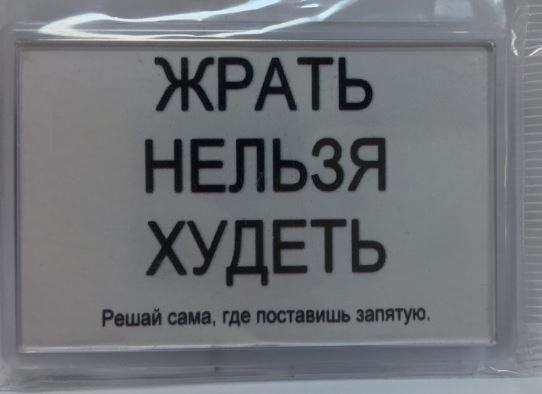 ЖРАТЬ
НЕЛЬЗЯ
ХУДЕТЬ
Решай сама, где поставишь запятую.